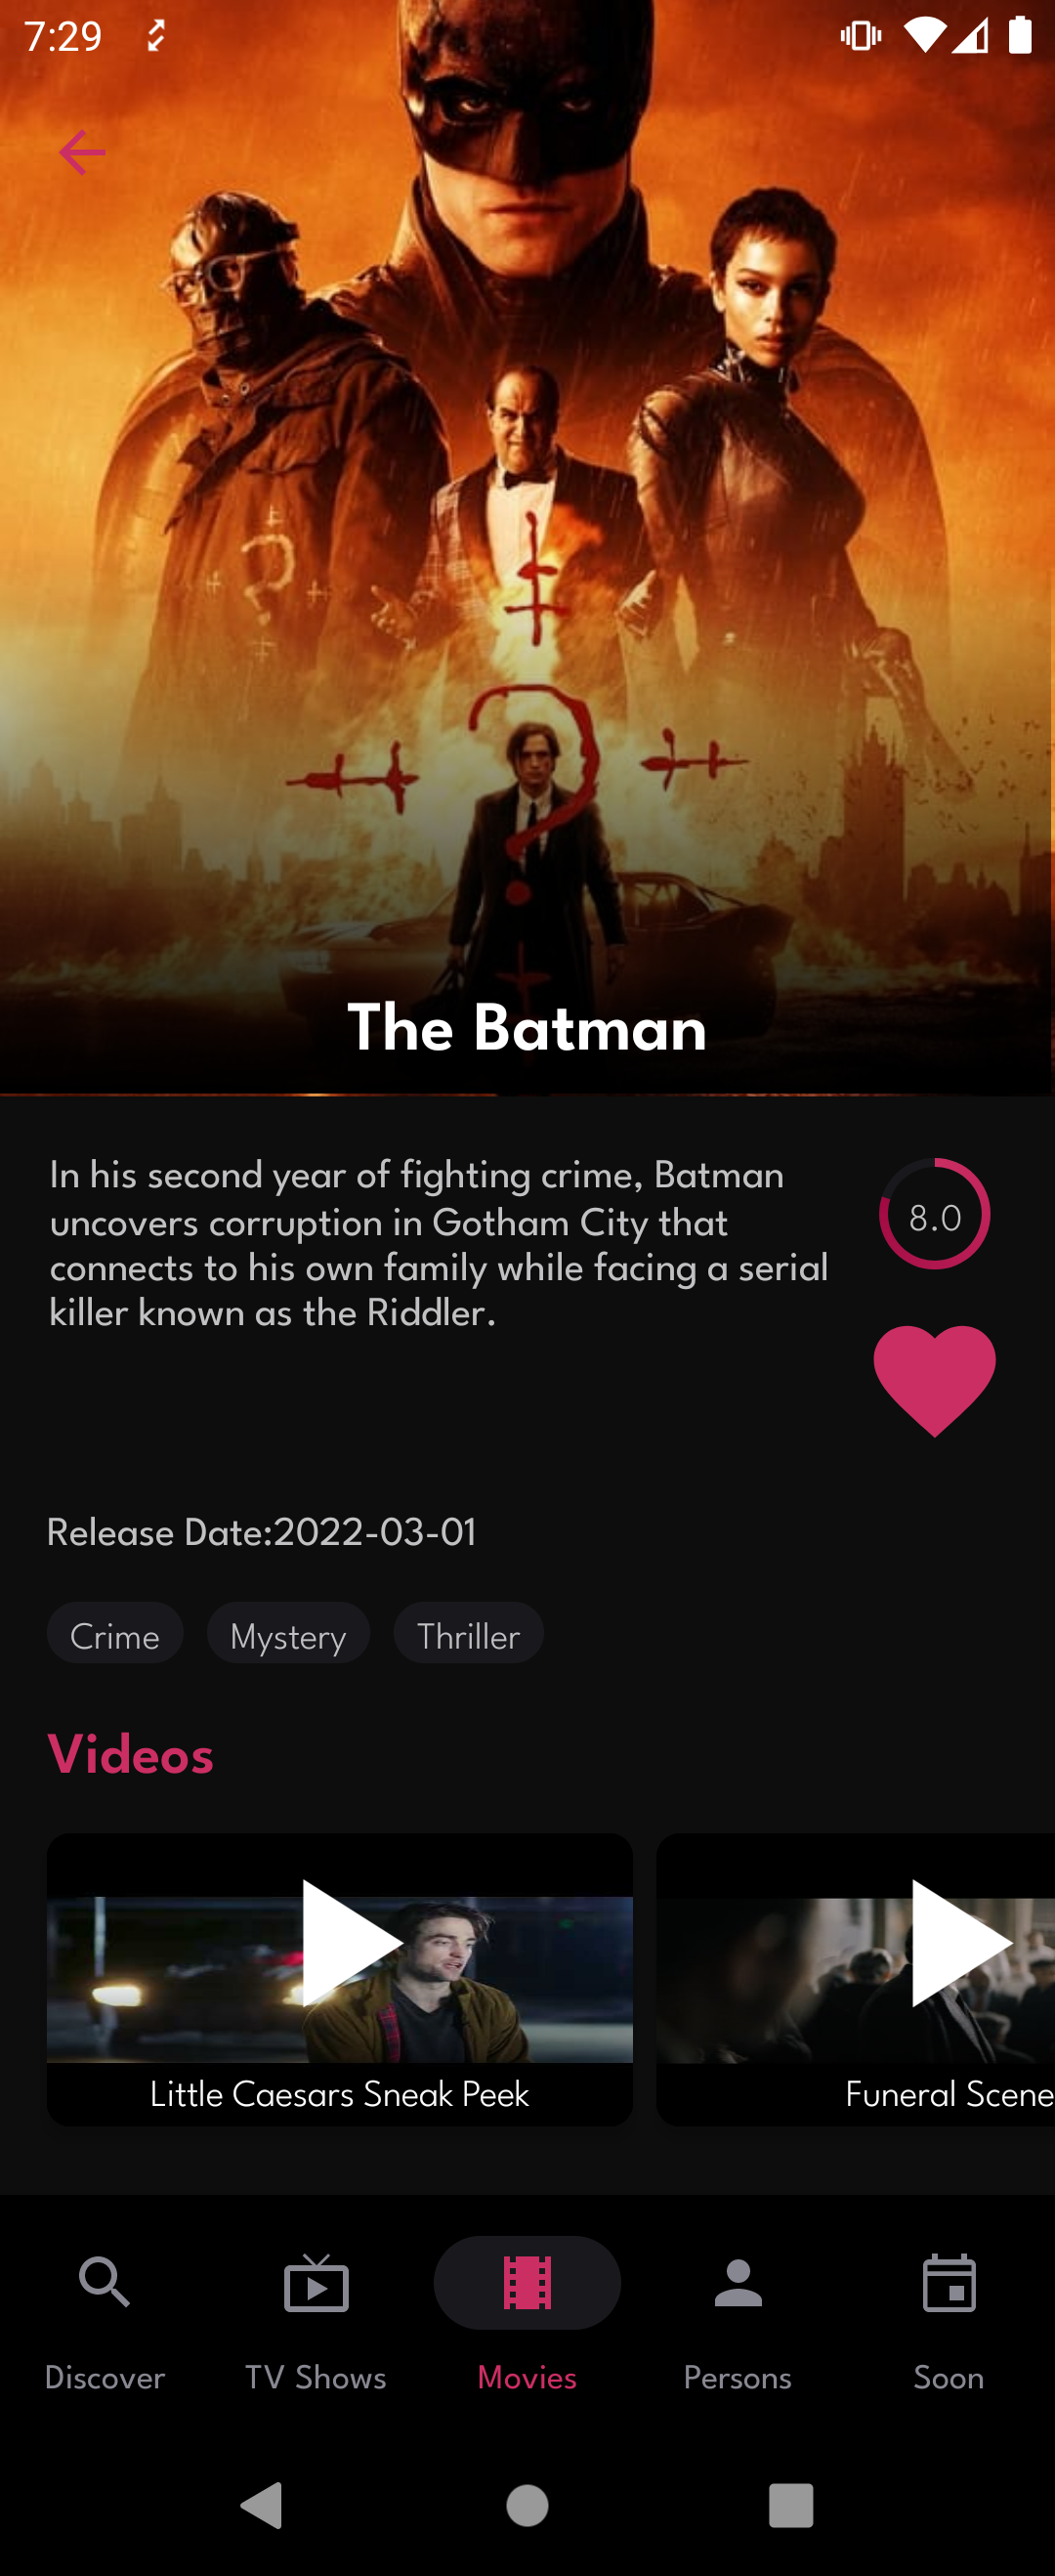 7:29
The Batman
In his second year of fighting crime, Batman
uncovers corruption in Gotham City that
connects to his own family while facing a serial
killer known as the Riddler.
8.0
Release Date:2022-03-01
Crime Mystery Thriller
Videos
Little Caesars Sneak Peek Funeral Scene
Discover TV Shows Movies Persons Soon